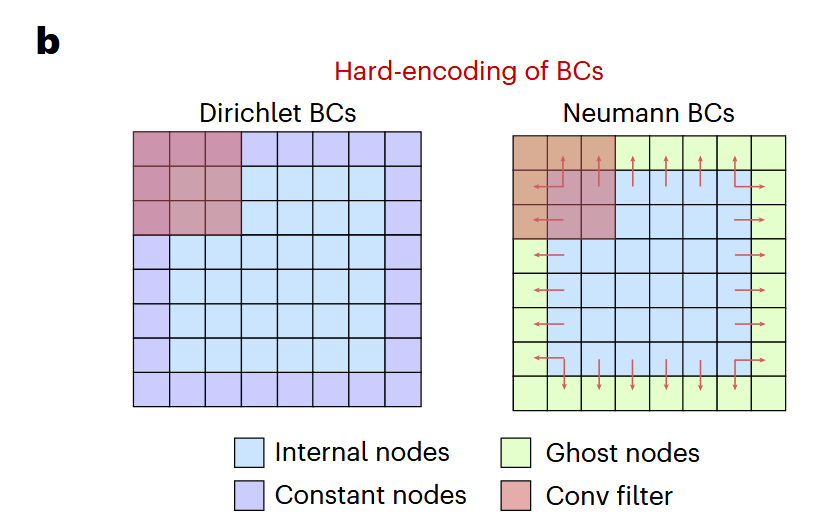 b
Hard-encoding of BCs
Dirichlet BCs
Neumann BCs
Internal nodes
Ghost nodes
Constant nodes
Conv filter